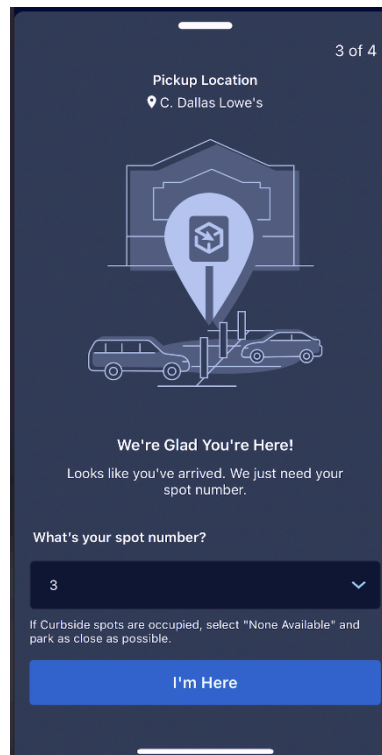 3 of 4
Pickup Location
C. Dallas Lowe's
We're Glad You're Here!
Looks like you've arrived. We just need your
spot number.
What's your spot number?
3
If Curbside spots are occupied, select "None Available" and
park as close as possible.
I'm Here